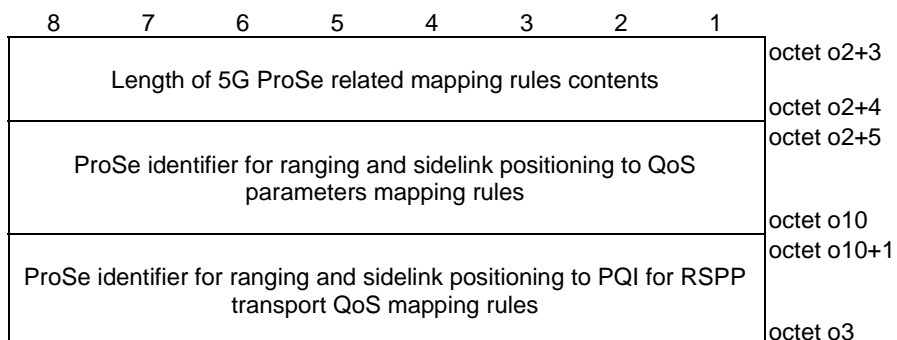 8 7 6 5 4 3 2 1
octet o2+3
Length of 5G ProSe related mapping rules contents
octet o2+4
octet o2+5
ProSe identifier for ranging and sidelink positioning to QoS
parameters mapping rules
octet o10
octet o10+1
ProSe identifier for ranging and sidelink positioning to PQI for RSPP
transport QoS mapping rules
octet o3